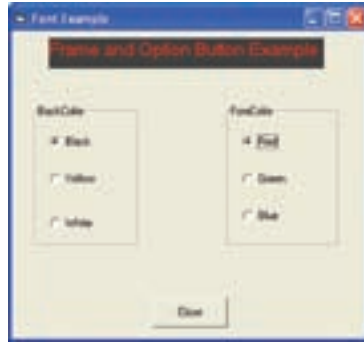 Font Example
Frame and Option Button Example
BackColor
Black
Yellow
White
ForeColor
Red
Green
Blue
Close